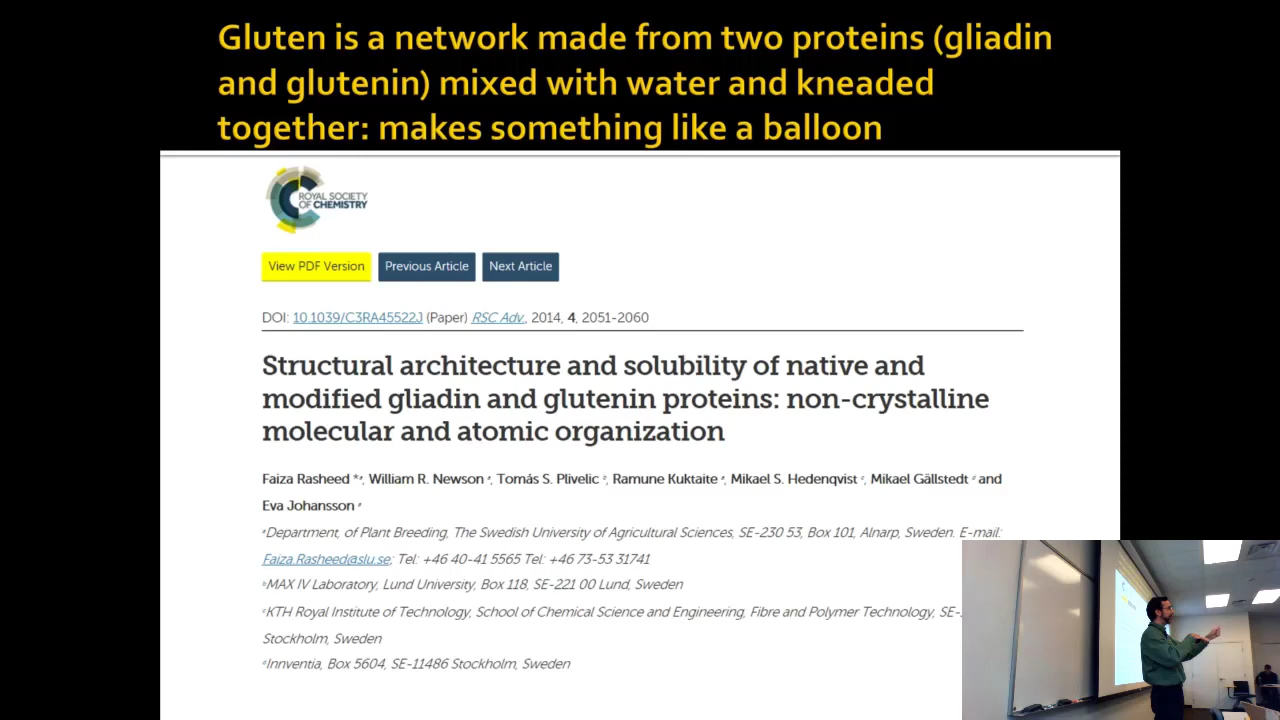 Gluten is a network made from two proteins (gliadin
and glutenin) mixed with water and kneaded
together: makes something like a balloon
ROYAL SOCIETY
OF CHEMISTRY
View PDF Version Previous Article Next Article
DOI: 10.1039/C3RA45522J (Paper) RSC Adv., 2014, 4, 2051-2060
Structural architecture and solubility of native and
modified gliadin and glutenin proteins: non-crystalline
molecular and atomic organization
Faiza Rasheed *a, William R. Newson a, Tomás S. Plivelic b, Ramune Kuktaite a, Mikael S. Hedenqvist c, Mikael Gällstedt d and
Eva Johansson a
aDepartment, of Plant Breeding, The Swedish University of Agricultural Sciences, SE-230 53, Box 101, Alnarp, Sweden. E-mail:
Faiza.Rasheed@slu.se; Tel: +46 40-41 5565 Tel: +46 73-53 31741
bMAX IV Laboratory, Lund University, Box 118, SE-221 00 Lund, Sweden
cKTH Royal Institute of Technology, School of Chemical Science and Engineering, Fibre and Polymer Technology, SE-
Stockholm, Sweden
dInnventia, Box 5604, SE-11486 Stockholm, Sweden